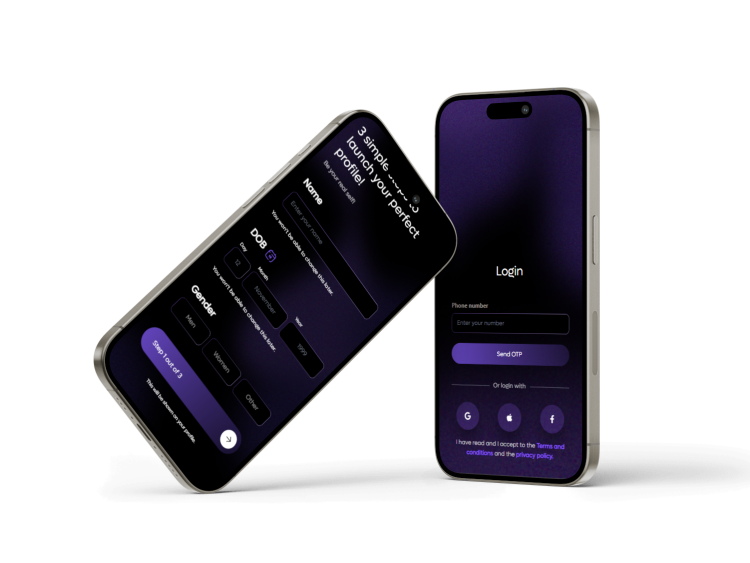 3 simple steps to
launch your perfect
profile!
Be your real self!
Name
Enter your name
You won't be able to change this later.
DOB
Day
Month
Year
12
November
1999
You won't be able to change this later.
Gender
Men
Women
Other
Step 1 out of 3
This will be shown on your profile.
Login
Phone number
Enter your number
Send OTP
Or login with
G
f
I have read and I accept to the Terms and
conditions and the privacy policy.